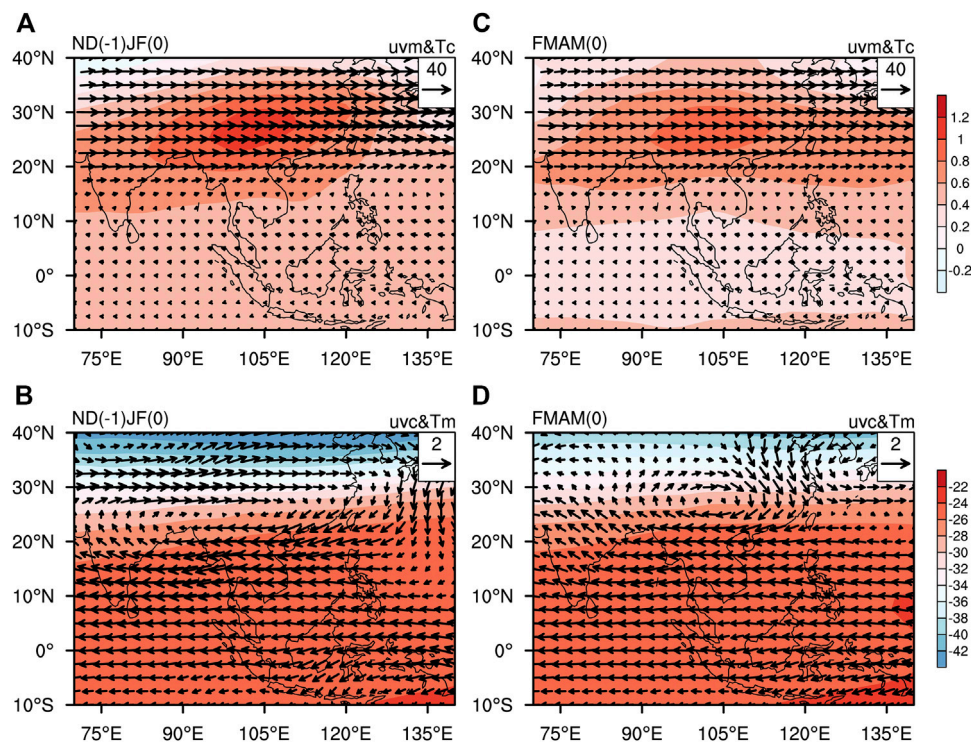 A
ND(-1)JF(0) uvm&Tc
40
40°N
30°N
20°N
10°N
0°
10°S
75°E 90°E 105°E 120°E 135°E
C
FMAM(0) uvm&Tc
40
40°N
30°N
20°N
10°N
0°
10°S
75°E 90°E 105°E 120°E 135°E
1.2
1
0.8
0.6
0.4
0.2
0
-0.2
B
ND(-1)JF(0) uvc&Tm
2
40°N
30°N
20°N
10°N
0°
10°S
75°E 90°E 105°E 120°E 135°E
D
FMAM(0) uvc&Tm
2
40°N
30°N
20°N
10°N
0°
10°S
75°E 90°E 105°E 120°E 135°E
-22
-24
-26
-28
-30
-32
-34
-36
-38
-40
-42